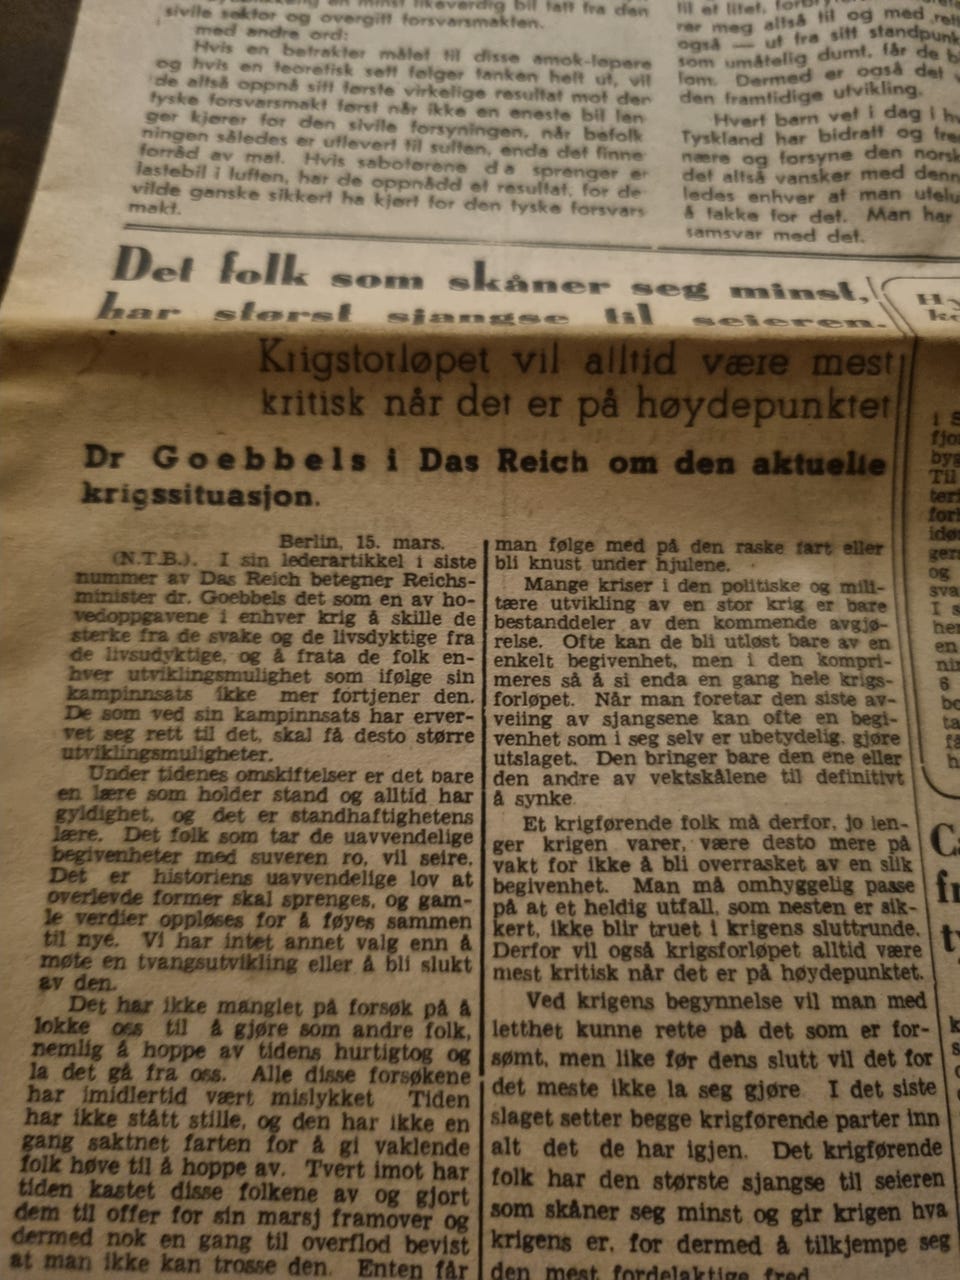 en minst likeverdig bil tatt fra den
sivile sektor og overgitt forsvarsmakten.
med andre ord:
Hvis en betrakter målet til disse amok-løpere
og hvis en teoretisk sett følger tanken helt ut, vil
de altså oppnå sitt første virkelige resultat mot den
tyske forsvarsmakt først når ikke en eneste bil len
ger kjører for den sivile forsyningen, når befolk
ningen således er utlevert til sulten, enda det finne
forråd av mat. Hvis sabotørene da sprenger er
lastebil i luften, har de oppnådd et resultat, for de
vilde ganske sikkert ha kjørt for den tyske forsvars
makt.
til et litet,
rer meg altså til og med
også — ut fra sitt standpunk
som umåtelig dumt, får de b
lom. Dermed er også det v
den framtidige utvikling.
Hvert barn vet i dag i h
Tyskland har bidratt og fre
nære og forsyne den norsk
det altså vansker med denn
ledes enhver at man utelu
å takke for det. Man har
samsvar med det.
Det folk som skåner seg minst,
har størst sjangse til seieren.
Krigsforløpet vil alltid være mest
kritisk når det er på høydepunktet
Dr Goebbels i Das Reich om den aktuelle
krigssituasjon.
Berlin, 15. mars.
(N.T.B.). I sin lederartikkel i siste
nummer av Das Reich betegner Reichs-
minister dr. Goebbels det som en av ho-
vedoppgavene i enhver krig å skille de
sterke fra de svake og de livsdyktige fra
de livsudyktige, og å frata de folk en-
hver utviklingsmulighet som ifølge sin
kampinnsats ikke mer fortjener den.
De som ved sin kampinnsats har erver-
vet seg rett til det, skal få desto større
utviklingsmuligheter.
Under tidenes omskiftelser er det bare
en lære som holder stand og alltid har
gyldighet, og det er standhaftighetens
lære. Det folk som tar de uavvendelige
begivenheter med suveren ro, vil seire.
Det er historiens uavvendelige lov at
overlevde former skal sprenges, og gam-
le verdier oppløses for å føyes sammen
til nye. Vi har intet annet valg enn å
møte en tvangsutvikling eller å bli slukt
av den.
Det har ikke manglet på forsøk på å
lokke oss til å gjøre som andre folk,
nemlig å hoppe av tidens hurtigtog og
la det gå fra oss. Alle disse forsøkene
har imidlertid vært mislykket Tiden
har ikke stått stille, og den har ikke en
gang saktnet farten for å gi vaklende
folk høve til å hoppe av. Tvert imot har
tiden kastet disse folkene av og gjort
dem til offer for sin marsj framover og
dermed nok en gang til overflod bevist
at man ikke kan trosse den. Enten får
man følge med på den raske fart eller
bli knust under hjulene.
Mange kriser i den politiske og mili-
tære utvikling av en stor krig er bare
bestanddeler av den kommende avgjø-
relse. Ofte kan de bli utløst bare av en
enkelt begivenhet, men i den kompri-
meres så å si enda en gang hele krigs-
forløpet. Når man foretar den siste av-
veiing av sjangsene kan ofte en begi-
venhet som i seg selv er ubetydelig, gjøre
utslaget. Den bringer bare den ene eller
den andre av vektskålene til definitivt
å synke
Et krigførende folk må derfor, jo len-
ger krigen varer, være desto mere på
vakt for ikke å bli overrasket av en slik
begivenhet. Man må omhyggelig passe
på at et heldig utfall, som nesten er sik-
kert, ikke blir truet i krigens sluttrunde.
Derfor vil også krigsforløpet alltid være
mest kritisk når det er på høydepunktet.
Ved krigens begynnelse vil man med
letthet kunne rette på det som er for-
sømt, men like før dens slutt vil det for
det meste ikke la seg gjøre I det siste
slaget setter begge krigførende parter inn
alt det de har igjen. Det krigførende
folk har den største sjangse til seieren
som skåner seg minst og gir krigen hva
krigens er, for dermed å tilkjempe seg
den mest fordelaktige fred